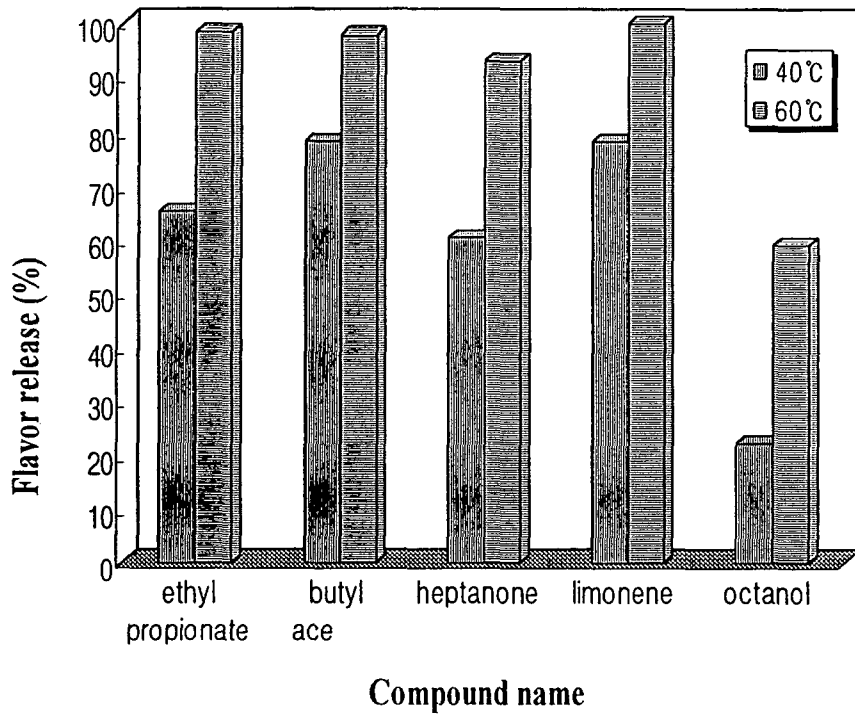 Flavor release (%)
100
90
80
70
60
50
40
30
20
10
0
40℃
60℃
ethyl propionate
butyl ace
heptanone
limonene
octanol
Compound name